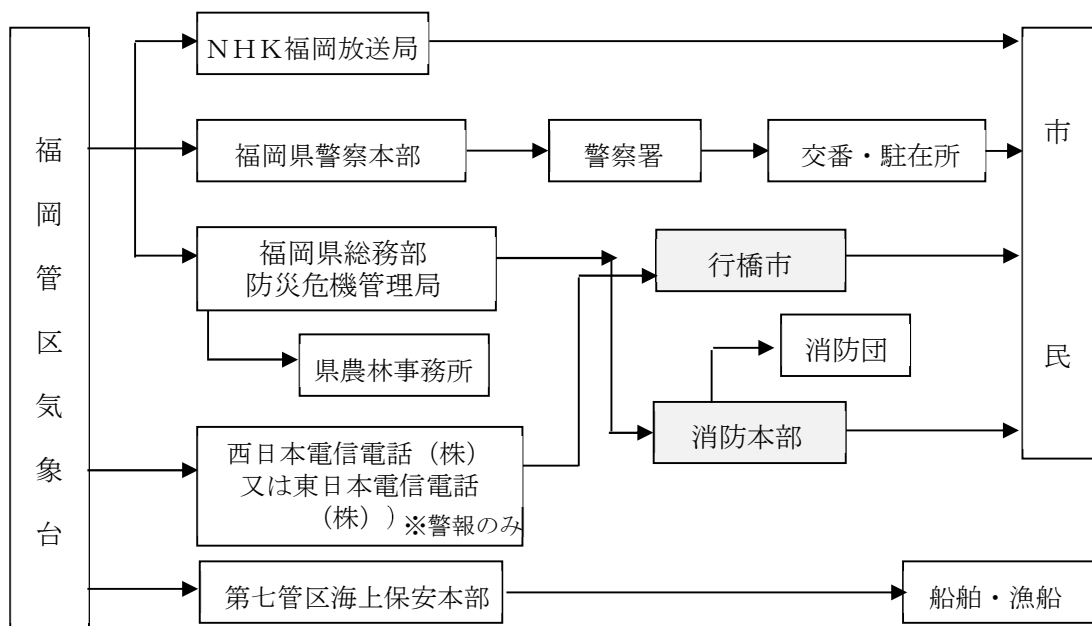 福岡管区気象台
NHK福岡放送局
市民
福岡県警察本部
警察署
交番・駐在所
福岡県総務部
防災危機管理局
行橋市
県農林事務所
消防団
消防本部
西日本電信電話（株）
又は東日本電信電話
（株））※警報のみ
第七管区海上保安本部
船舶・漁船